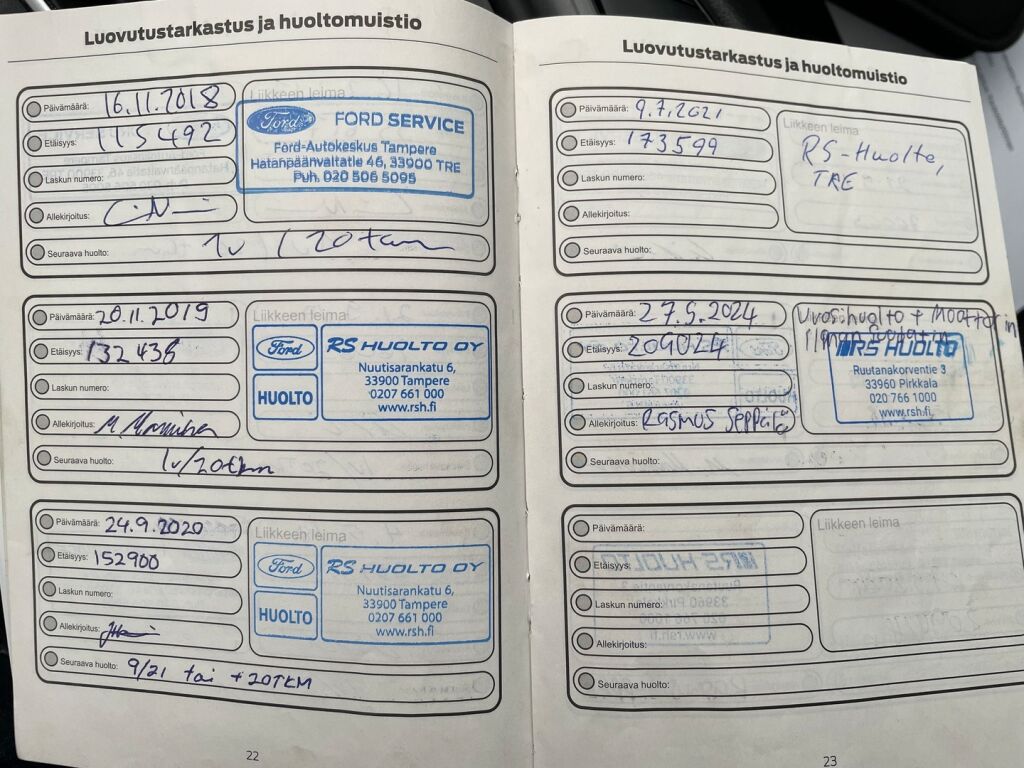 Luovutustarkastus ja huoltomuistio
Päivämäärä: 16.11.2018
Etäisyys: 115492
Laskun numero:
Allekirjoitus:
Seuraava huolto: 1v / 20 tkm
Liikkeen leima
Ford FORD SERVICE
Ford-Autokeskus Tampere
Hatanpäänvaltatie 46, 33900 TRE
Puh. 020 506 5095
Päivämäärä: 20.11.2019
Etäisyys: 132438
Laskun numero:
Allekirjoitus:
Seuraava huolto: 1v/20tkm
Liikkeen leima
Ford RS HUOLTO OY
HUOLTO
Nuutisarankatu 6,
33900 Tampere
0207 661 000
www.rsh.fi
Päivämäärä: 24.9.2020
Etäisyys: 152900
Laskun numero:
Allekirjoitus:
Seuraava huolto: 9/21 tai +20TKM
Liikkeen leima
Ford RS HUOLTO OY
HUOLTO
Nuutisarankatu 6,
33900 Tampere
0207 661 000
www.rsh.fi
22
Luovutustarkastus ja huoltomuistio
Päivämäärä: 9.7.2021
Etäisyys: 173599
Laskun numero:
Allekirjoitus:
Seuraava huolto:
Liikkeen leima
RS-Huolto,
TRE
Päivämäärä: 27.5.2024
Etäisyys: 209024
Laskun numero:
Allekirjoitus: Rasmus Seppälä
Seuraava huolto:
Vuosihuolto + Moottorin
RS HUOLTO
Ruutanakorventie 3
33960 Pirkkala
020 766 1000
www.rsh.fi
Päivämäärä:
Etäisyys:
Laskun numero:
Allekirjoitus:
Seuraava huolto:
Liikkeen leima
23